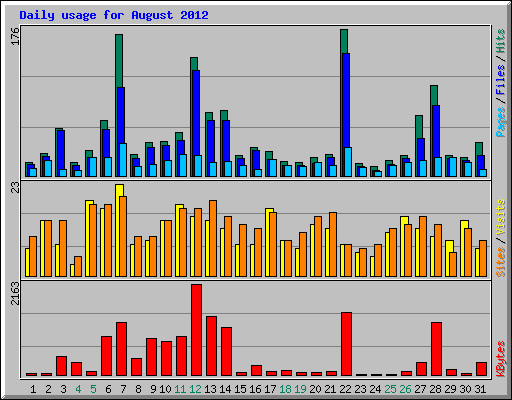 Daily usage for August 2012
176
Pages / Files / Hits
23
Sites / Visits
2163
KBytes
1 2 3 4 5 6 7 8 9 10 11 12 13 14 15 16 17 18 19 20 21 22 23 24 25 26 27 28 29 30 31